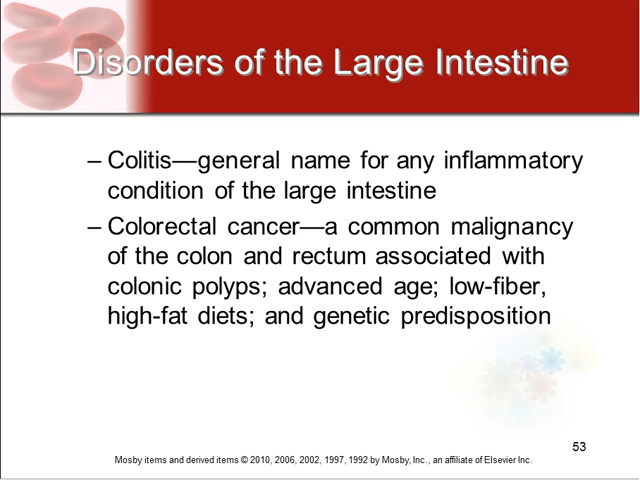 Disorders of the Large Intestine
– Colitis—general name for any inflammatory
condition of the large intestine
– Colorectal cancer—a common malignancy
of the colon and rectum associated with
colonic polyps; advanced age; low-fiber,
high-fat diets; and genetic predisposition
53
Mosby items and derived items © 2010, 2006, 2002, 1997, 1992 by Mosby, Inc., an affiliate of Elsevier Inc.